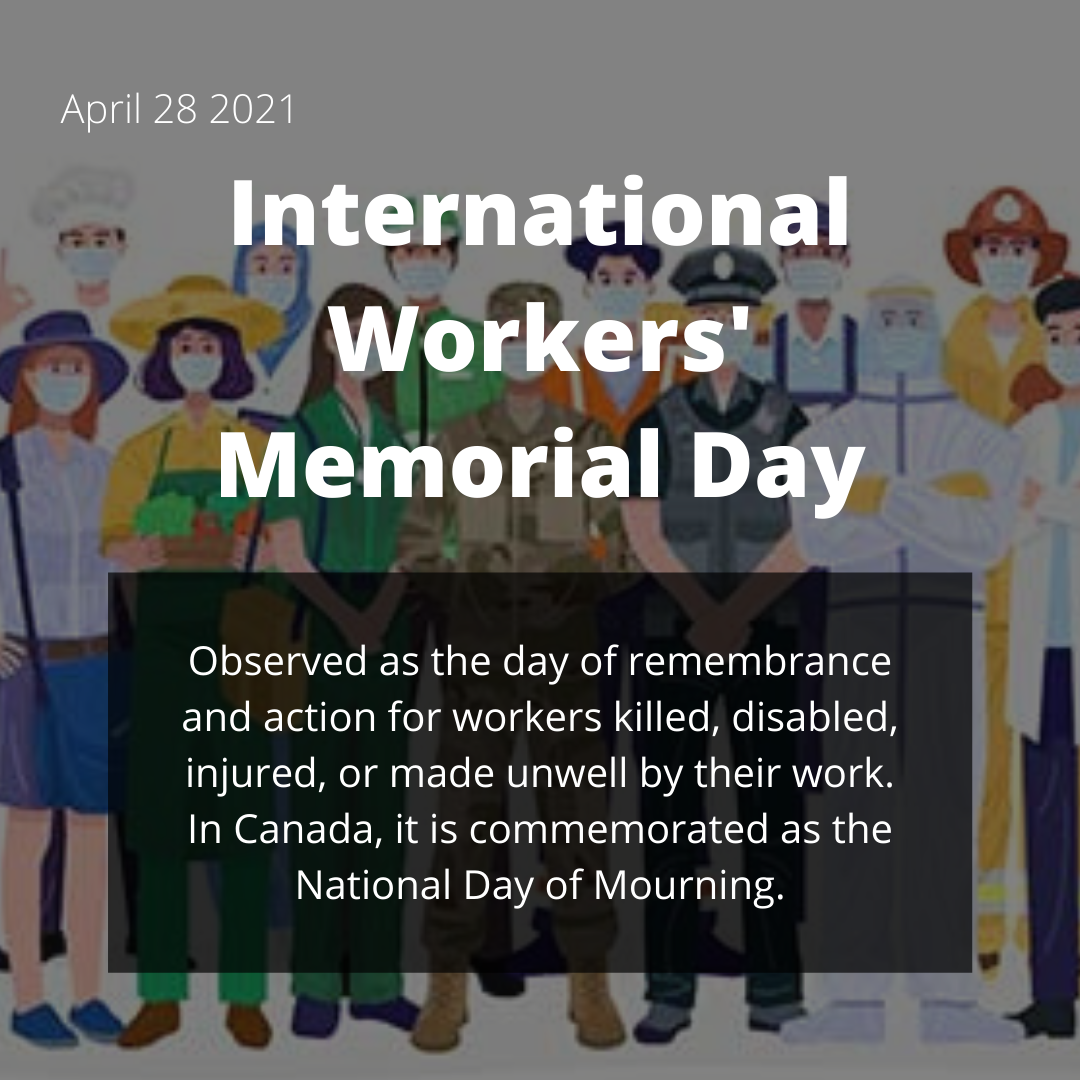 April 28 2021
International
Workers'
Memorial Day
Observed as the day of remembrance
and action for workers killed, disabled,
injured, or made unwell by their work.
In Canada, it is commemorated as the
National Day of Mourning.